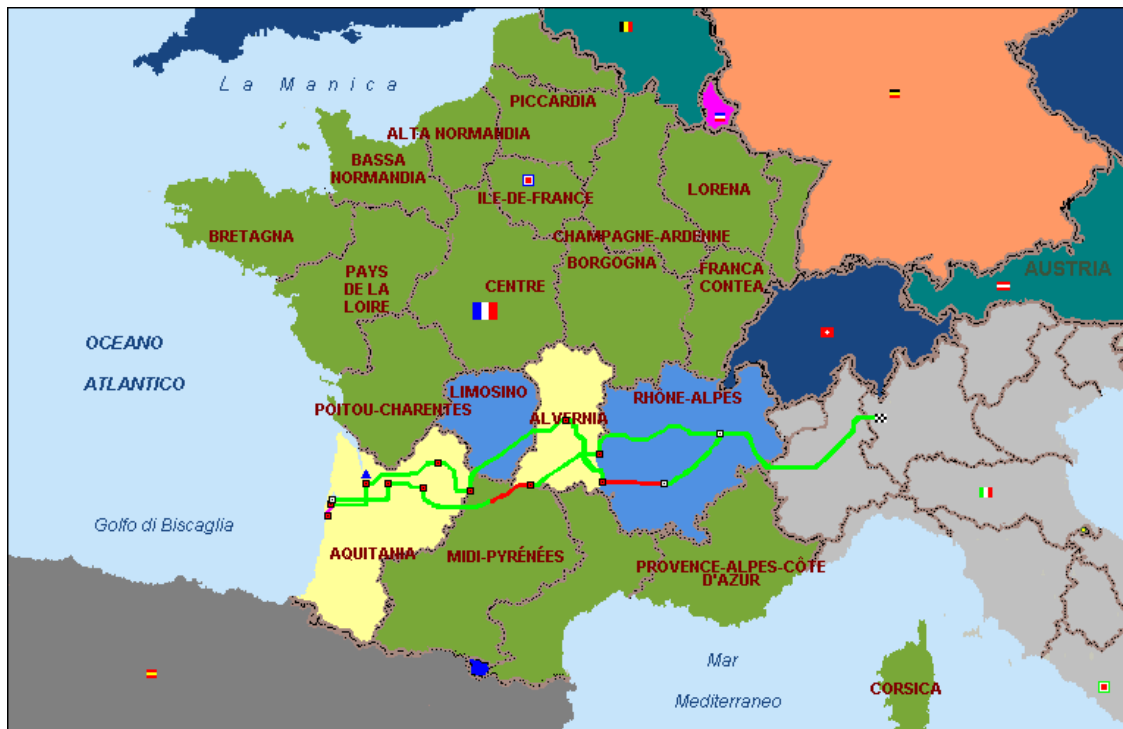 La Manica
PICCARDIA
ALTA NORMANDIA
BASSA
NORMANDIA
ILE-DE-FRANCE
LORENA
BRETAGNA
CHAMPAGNE-ARDENNE
BORGOGNA
PAYS
DE LA
LOIRE
CENTRE
FRANCA
CONTEA
AUSTRIA
OCEANO
ATLANTICO
LIMOSINO
RHÔNE-ALPES
POITOU-CHARENTES
ALVERNIA
Golfo di Biscaglia
AQUITANIA
MIDI-PYRÉNÉES
PROVENCE-ALPES-CÔTE
D'AZUR
Mar
Mediterraneo
CORSICA